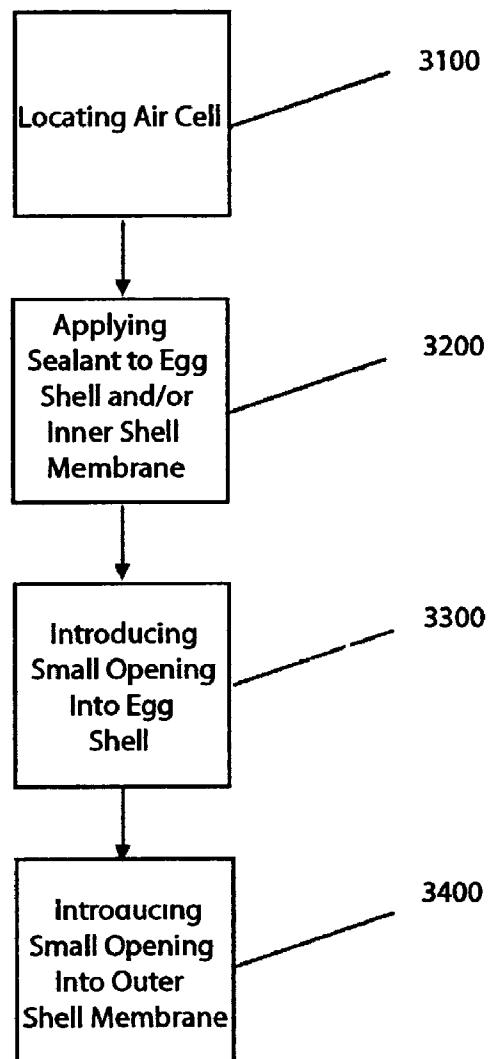 Locating Air Cell
3100
Applying
Sealant to Egg
Shell and/or
Inner Shell
Membrane
3200
Introducing
Small Opening
Into Egg
Shell
3300
Introducing
Small Opening
Into Outer
Shell Membrane
3400